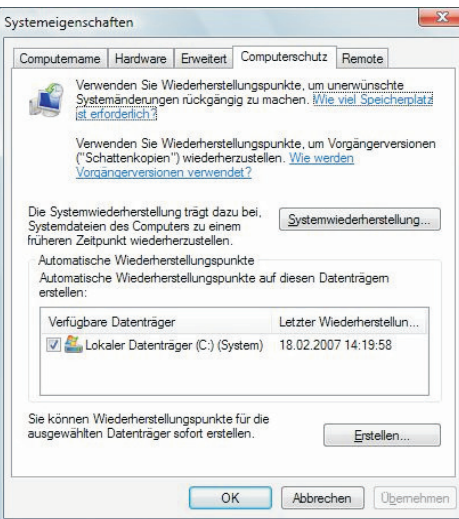 Systemeigenschaften
Computername Hardware Erweitert Computerschutz Remote
Verwenden Sie Wiederherstellungspunkte, um unerwünschte
Systemänderungen rückgängig zu machen. Wie viel Speicherplatz
ist erforderlich?
Verwenden Sie Wiederherstellungspunkte, um Vorgängerversionen
("Schattenkopien") wiederherzustellen. Wie werden
Vorgängerversionen verwendet?
Die Systemwiederherstellung trägt dazu bei,
Systemdateien des Computers zu einem
früheren Zeitpunkt wiederherzustellen.
Systemwiederherstellung...
Automatische Wiederherstellungspunkte
Automatische Wiederherstellungspunkte auf diesen Datenträgern
erstellen:
Verfügbare Datenträger Letzter Wiederherstellun...
Lokaler Datenträger (C:) (System) 18.02.2007 14:19:58
Sie können Wiederherstellungspunkte für die
ausgewählten Datenträger sofort erstellen.
Erstellen...
OK Abbrechen Übernehmen